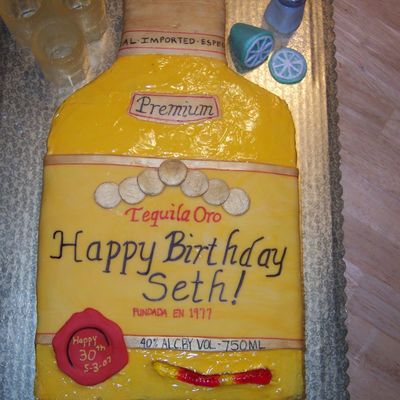 AL·IMPORTED·ESPE
Premium
Tequila Oro
Happy Birthday
Seth!
FUNDADA EN 1977
40% ALC.BY VOL-750ML
Happy
30th
5-3-07